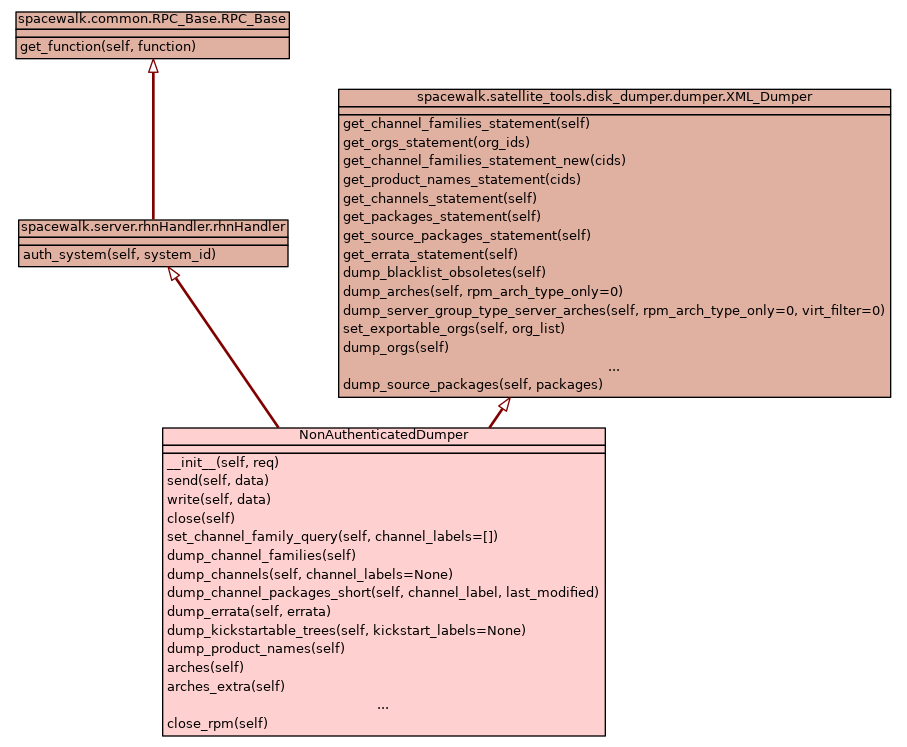 spacewalk.common.RPC_Base.RPC_Base
get_function(self, function)
spacewalk.satellite_tools.disk_dumper.dumper.XML_Dumper
get_channel_families_statement(self)
get_orgs_statement(org_ids)
get_channel_families_statement_new(cids)
get_product_names_statement(cids)
get_channels_statement(self)
get_packages_statement(self)
get_source_packages_statement(self)
get_errata_statement(self)
dump_blacklist_obsoletes(self)
dump_arches(self, rpm_arch_type_only=0)
dump_server_group_type_server_arches(self, rpm_arch_type_only=0, virt_filter=0)
set_exportable_orgs(self, org_list)
dump_orgs(self)
...
dump_source_packages(self, packages)
spacewalk.server.rhnHandler.rhnHandler
auth_system(self, system_id)
NonAuthenticatedDumper
__init__(self, req)
send(self, data)
write(self, data)
close(self)
set_channel_family_query(self, channel_labels=[])
dump_channel_families(self)
dump_channels(self, channel_labels=None)
dump_channel_packages_short(self, channel_label, last_modified)
dump_errata(self, errata)
dump_kickstartable_trees(self, kickstart_labels=None)
dump_product_names(self)
arches(self)
arches_extra(self)
...
close_rpm(self)